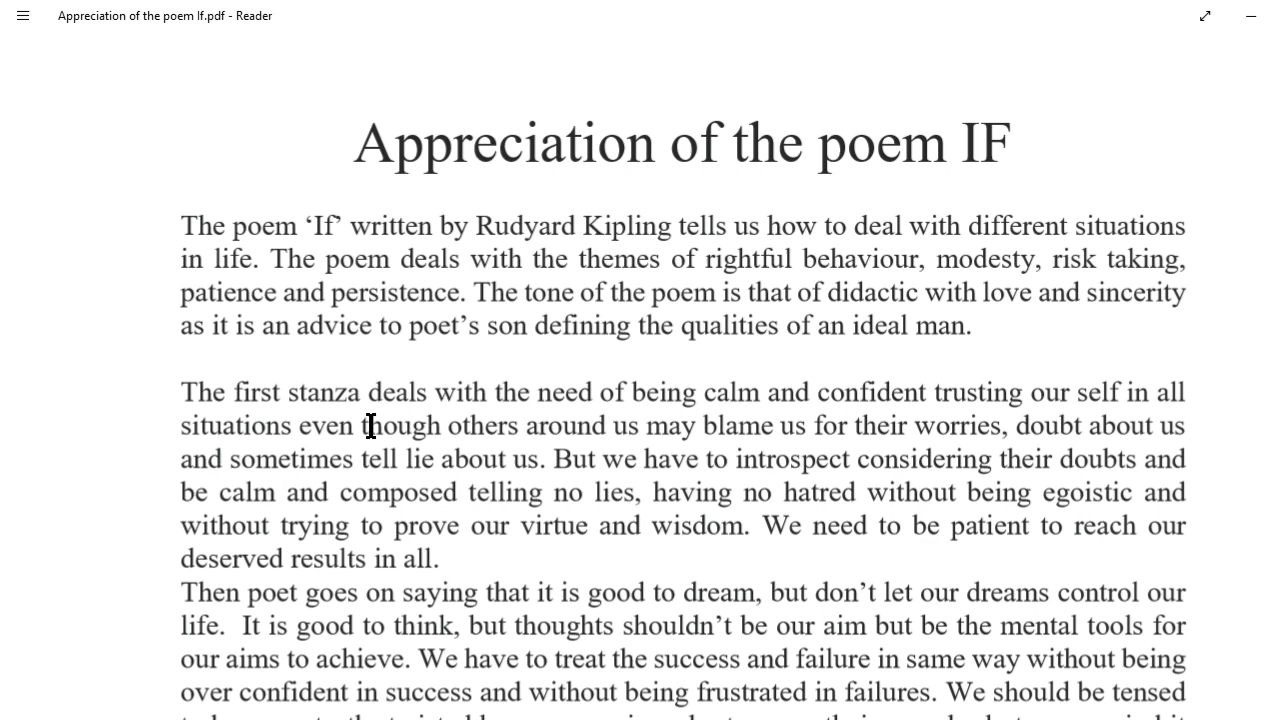 Appreciation of the poem If.pdf - Reader
Appreciation of the poem IF
The poem ‘If’ written by Rudyard Kipling tells us how to deal with different situations
in life. The poem deals with the themes of rightful behaviour, modesty, risk taking,
patience and persistence. The tone of the poem is that of didactic with love and sincerity
as it is an advice to poet’s son defining the qualities of an ideal man.
The first stanza deals with the need of being calm and confident trusting our self in all
situations even though others around us may blame us for their worries, doubt about us
and sometimes tell lie about us. But we have to introspect considering their doubts and
be calm and composed telling no lies, having no hatred without being egoistic and
without trying to prove our virtue and wisdom. We need to be patient to reach our
deserved results in all.
Then poet goes on saying that it is good to dream, but don’t let our dreams control our
life. It is good to think, but thoughts shouldn’t be our aim but be the mental tools for
our aims to achieve. We have to treat the success and failure in same way without being
over confident in success and without being frustrated in failures. We should be tensed